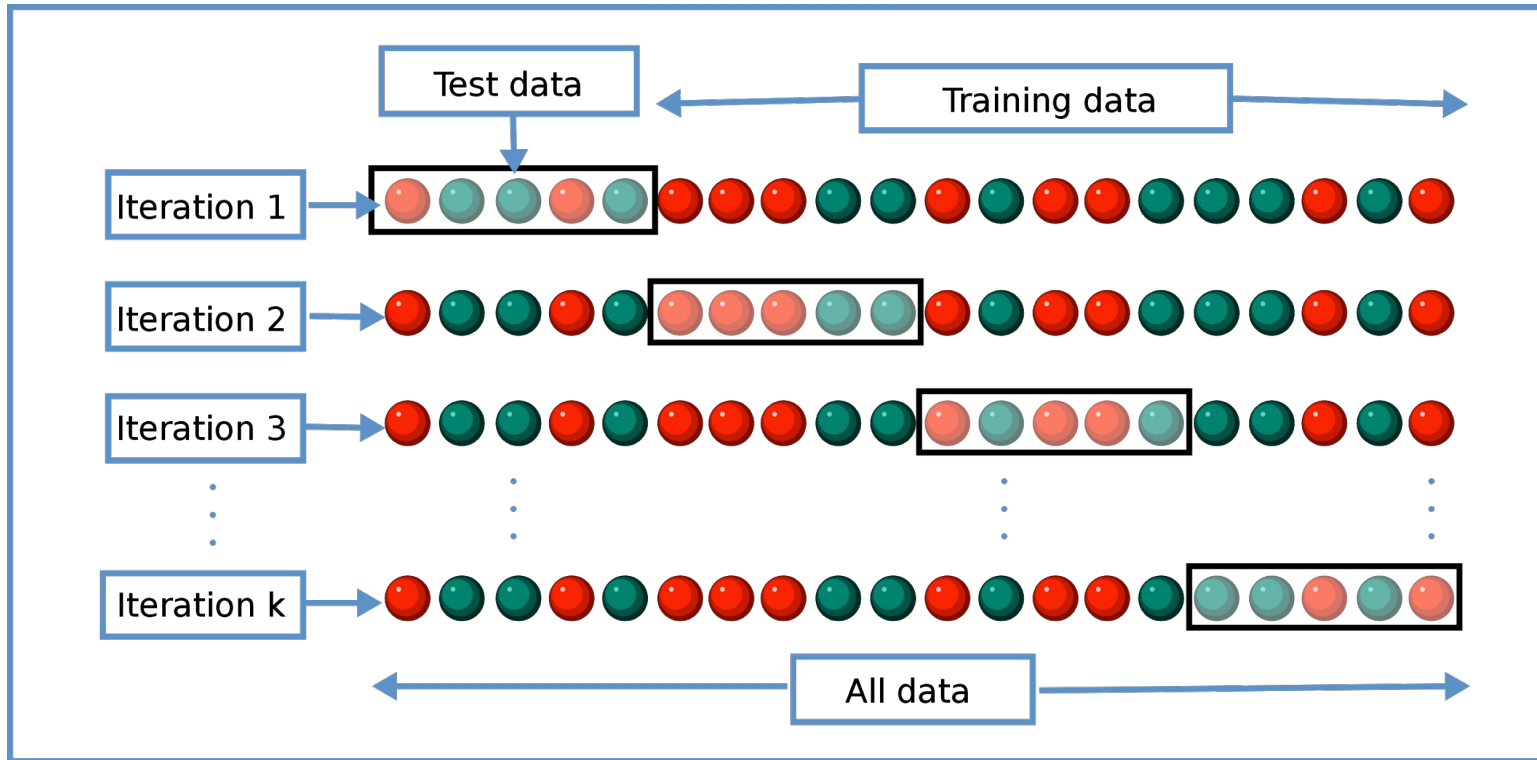 Test data
Training data
Iteration 1
Iteration 2
Iteration 3
Iteration k
All data